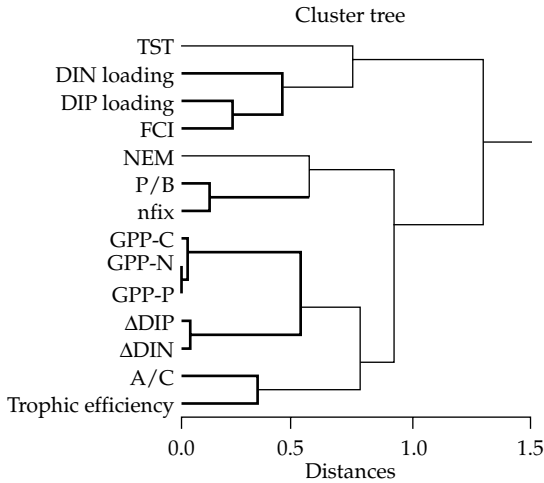 Cluster tree
TST
DIN loading
DIP loading
FCI
NEM
P/B
nfix
GPP-C
GPP-N
GPP-P
ΔDIP
ΔDIN
A/C
Trophic efficiency
0.0 0.5 1.0 1.5
Distances